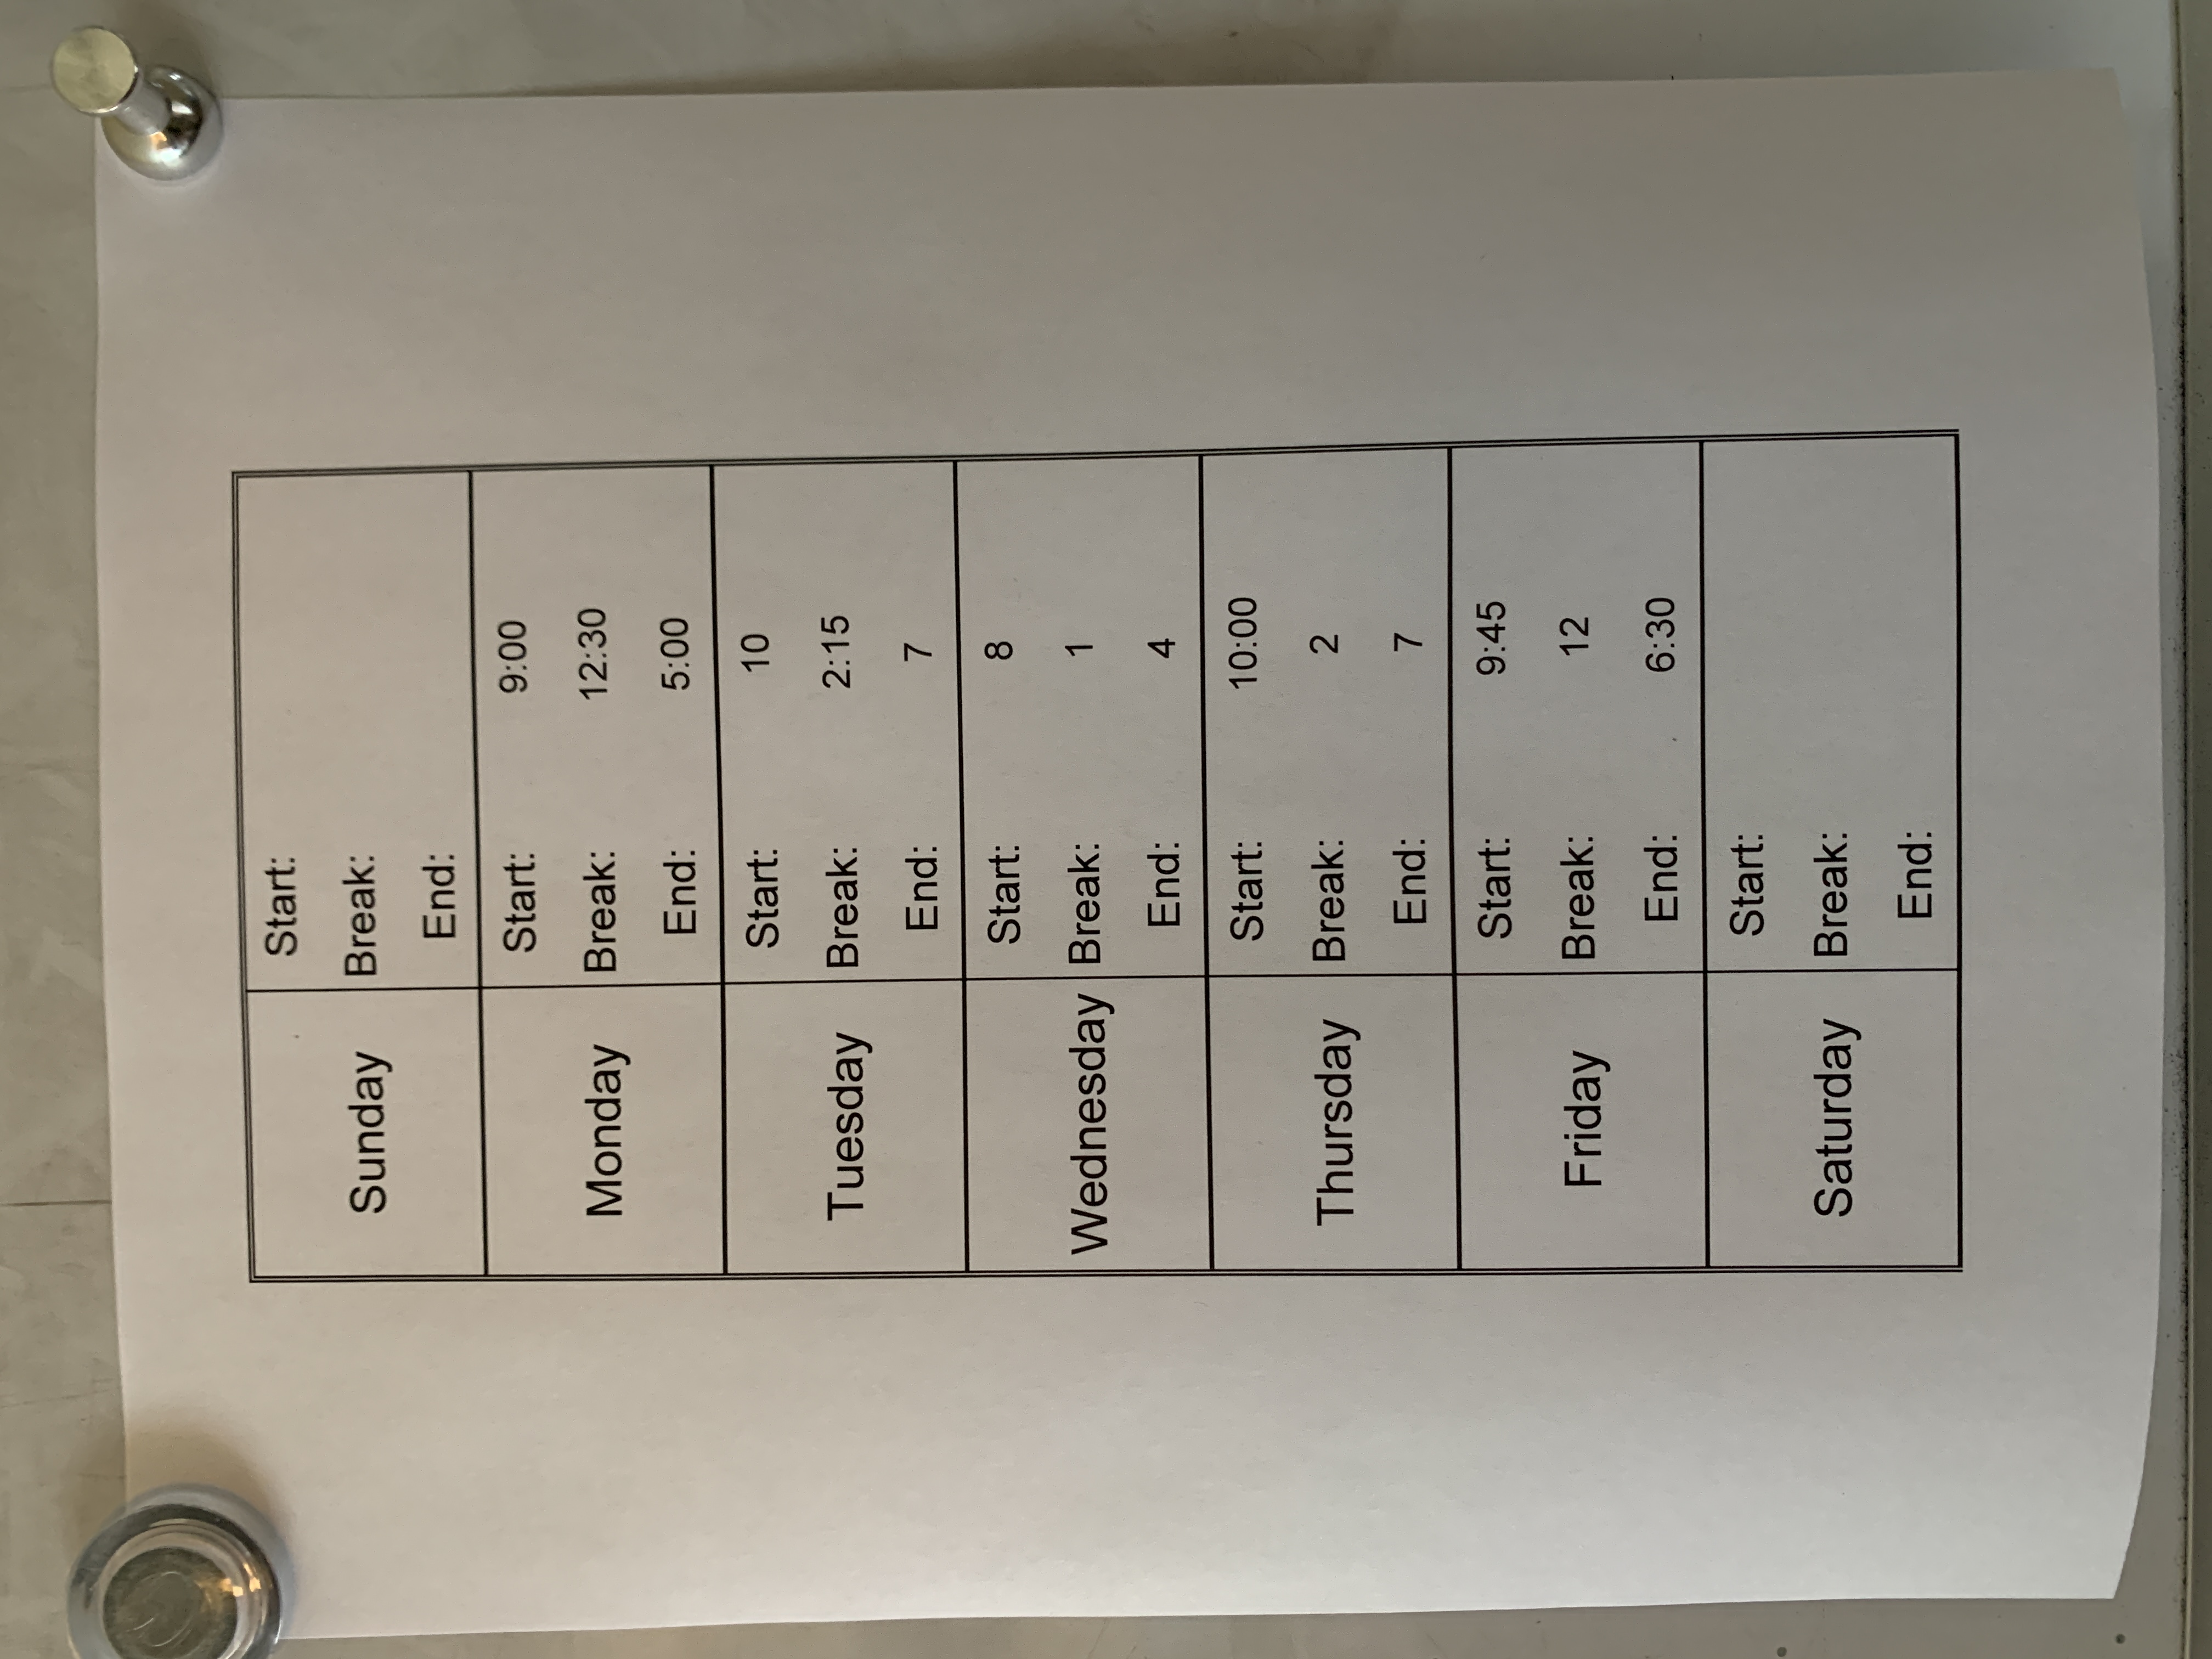 Sunday
Start:
Break:
End:
Monday
Start: 9:00
Break: 12:30
End: 5:00
Tuesday
Start: 10
Break: 2:15
End: 7
Wednesday
Start: 8
Break: 1
End: 4
Thursday
Start: 10:00
Break: 2
End: 7
Friday
Start: 9:45
Break: 12
End: 6:30
Saturday
Start:
Break:
End: